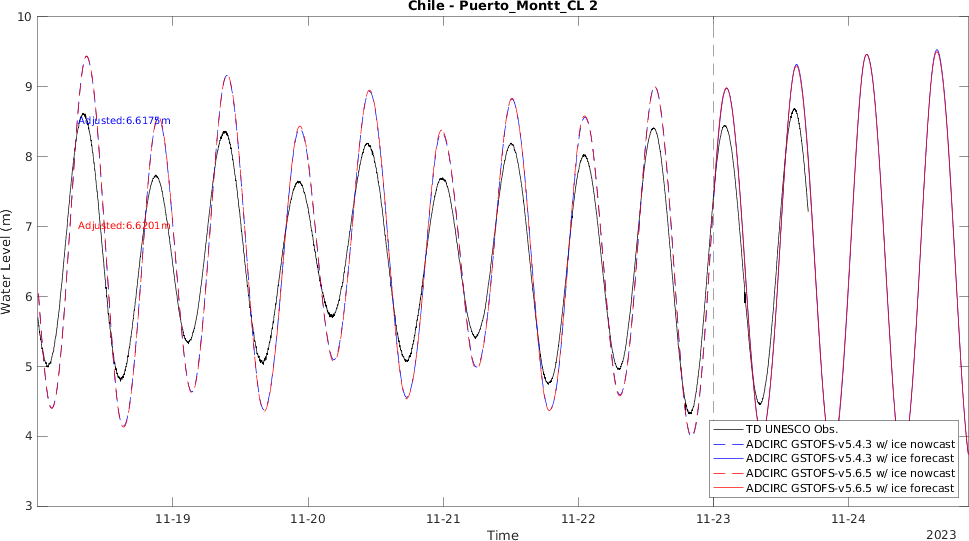 Chile - Puerto_Montt_CL 2
10
9
8
7
6
5
4
3
Water Level (m)
Adjusted:6.6175m
Adjusted:6.6201m
TD UNESCO Obs.
ADCIRC GSTOFS-v5.4.3 w/ ice nowcast
ADCIRC GSTOFS-v5.4.3 w/ ice forecast
ADCIRC GSTOFS-v5.6.5 w/ ice nowcast
ADCIRC GSTOFS-v5.6.5 w/ ice forecast
11-19
11-20
11-21
11-22
11-23
11-24
Time
2023